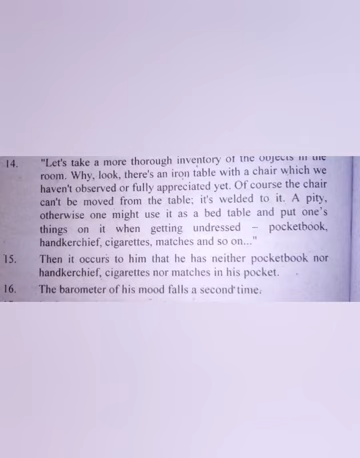 14. "Let's take a more thorough inventory of the objects in the
room. Why, look, there's an iron table with a chair which we
haven't observed or fully appreciated yet. Of course the chair
can't be moved from the table; it's welded to it. A pity,
otherwise one might use it as a bed table and put one's
things on it when getting undressed – pocketbook,
handkerchief, cigarettes, matches and so on..."
15. Then it occurs to him that he has neither pocketbook nor
handkerchief, cigarettes nor matches in his pocket.
16. The barometer of his mood falls a second time.